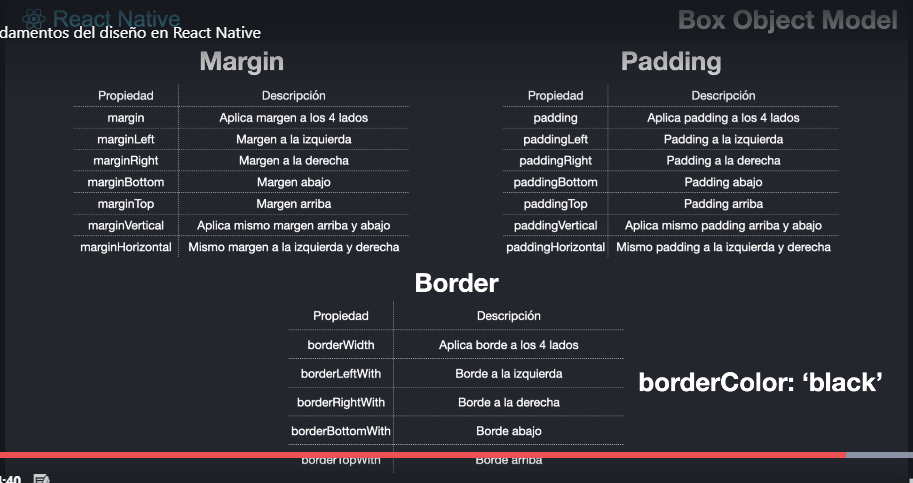 React Native
Box Object Model
damentos del diseño en React Native
Margin
Propiedad Descripción
margin Aplica margen a los 4 lados
marginLeft Margen a la izquierda
marginRight Margen a la derecha
marginBottom Margen abajo
marginTop Margen arriba
marginVertical Aplica mismo margen arriba y abajo
marginHorizontal Mismo margen a la izquierda y derecha
Padding
Propiedad Descripción
padding Aplica padding a los 4 lados
paddingLeft Padding a la izquierda
paddingRight Padding a la derecha
paddingBottom Padding abajo
paddingTop Padding arriba
paddingVertical Aplica mismo padding arriba y abajo
paddingHorizontal Mismo padding a la izquierda y derecha
Border
Propiedad Descripción
borderWidth Aplica borde a los 4 lados
borderLeftWith Borde a la izquierda
borderRightWith Borde a la derecha
borderBottomWith Borde abajo
borderTopWith Borde arriba
borderColor: ‘black’
:40